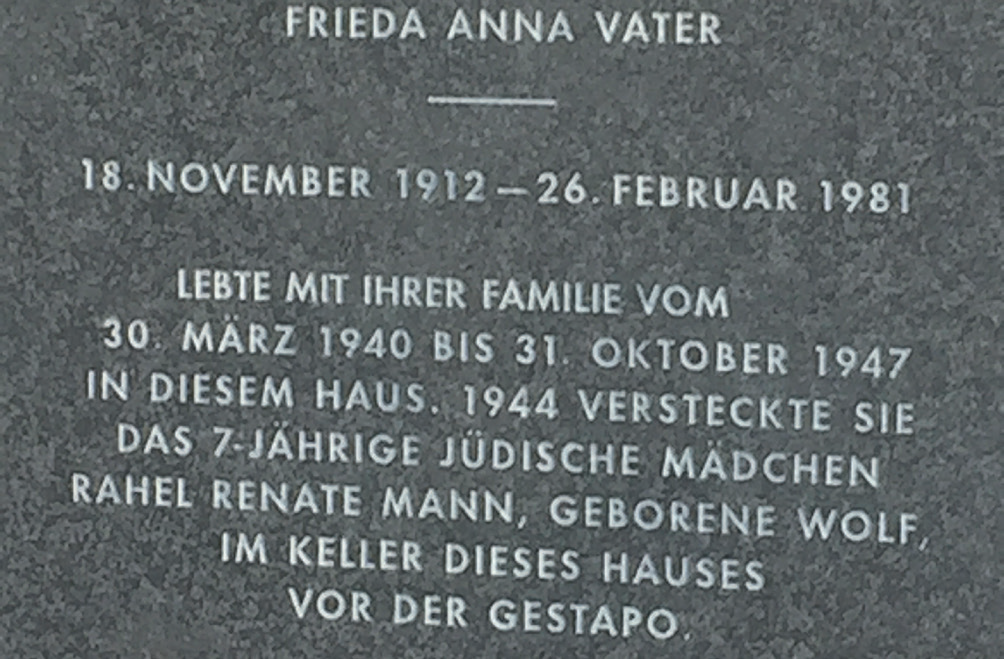 FRIEDA ANNA VATER
18. NOVEMBER 1912 – 26. FEBRUAR 1981
LEBTE MIT IHRER FAMILIE VOM
30. MÄRZ 1940 BIS 31. OKTOBER 1947
IN DIESEM HAUS. 1944 VERSTECKTE SIE
DAS 7-JÄHRIGE JÜDISCHE MÄDCHEN
RAHEL RENATE MANN, GEBORENE WOLF,
IM KELLER DIESES HAUSES
VOR DER GESTAPO.